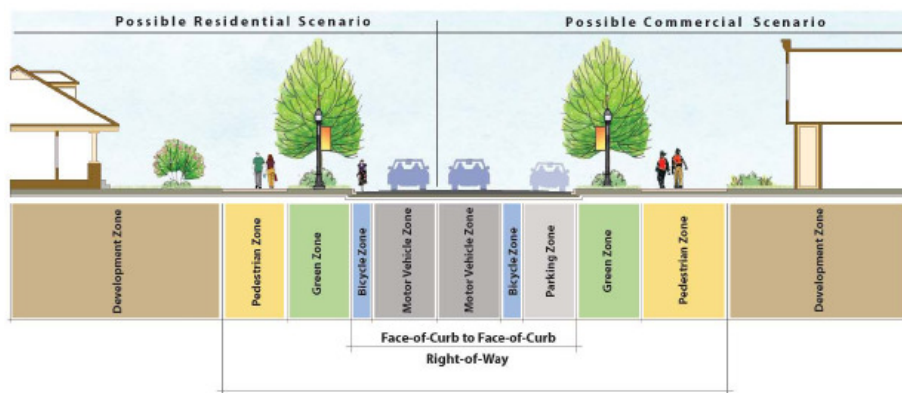 Possible Residential Scenario
Possible Commercial Scenario
Development Zone
Pedestrian Zone
Green Zone
Bicycle Zone
Motor Vehicle Zone
Motor Vehicle Zone
Bicycle Zone
Parking Zone
Green Zone
Pedestrian Zone
Development Zone
Face-of-Curb to Face-of-Curb
Right-of-Way